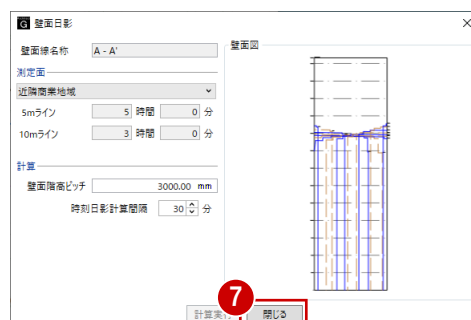 G 壁面日影
壁面線名称 A - A'
測定面
近隣商業地域
5mライン 5 時間 0 分
10mライン 3 時間 0 分
計算
壁面階高ピッチ 3000.00 mm
時刻日影計算間隔 30 分
壁面図
7
計算実 閉じる